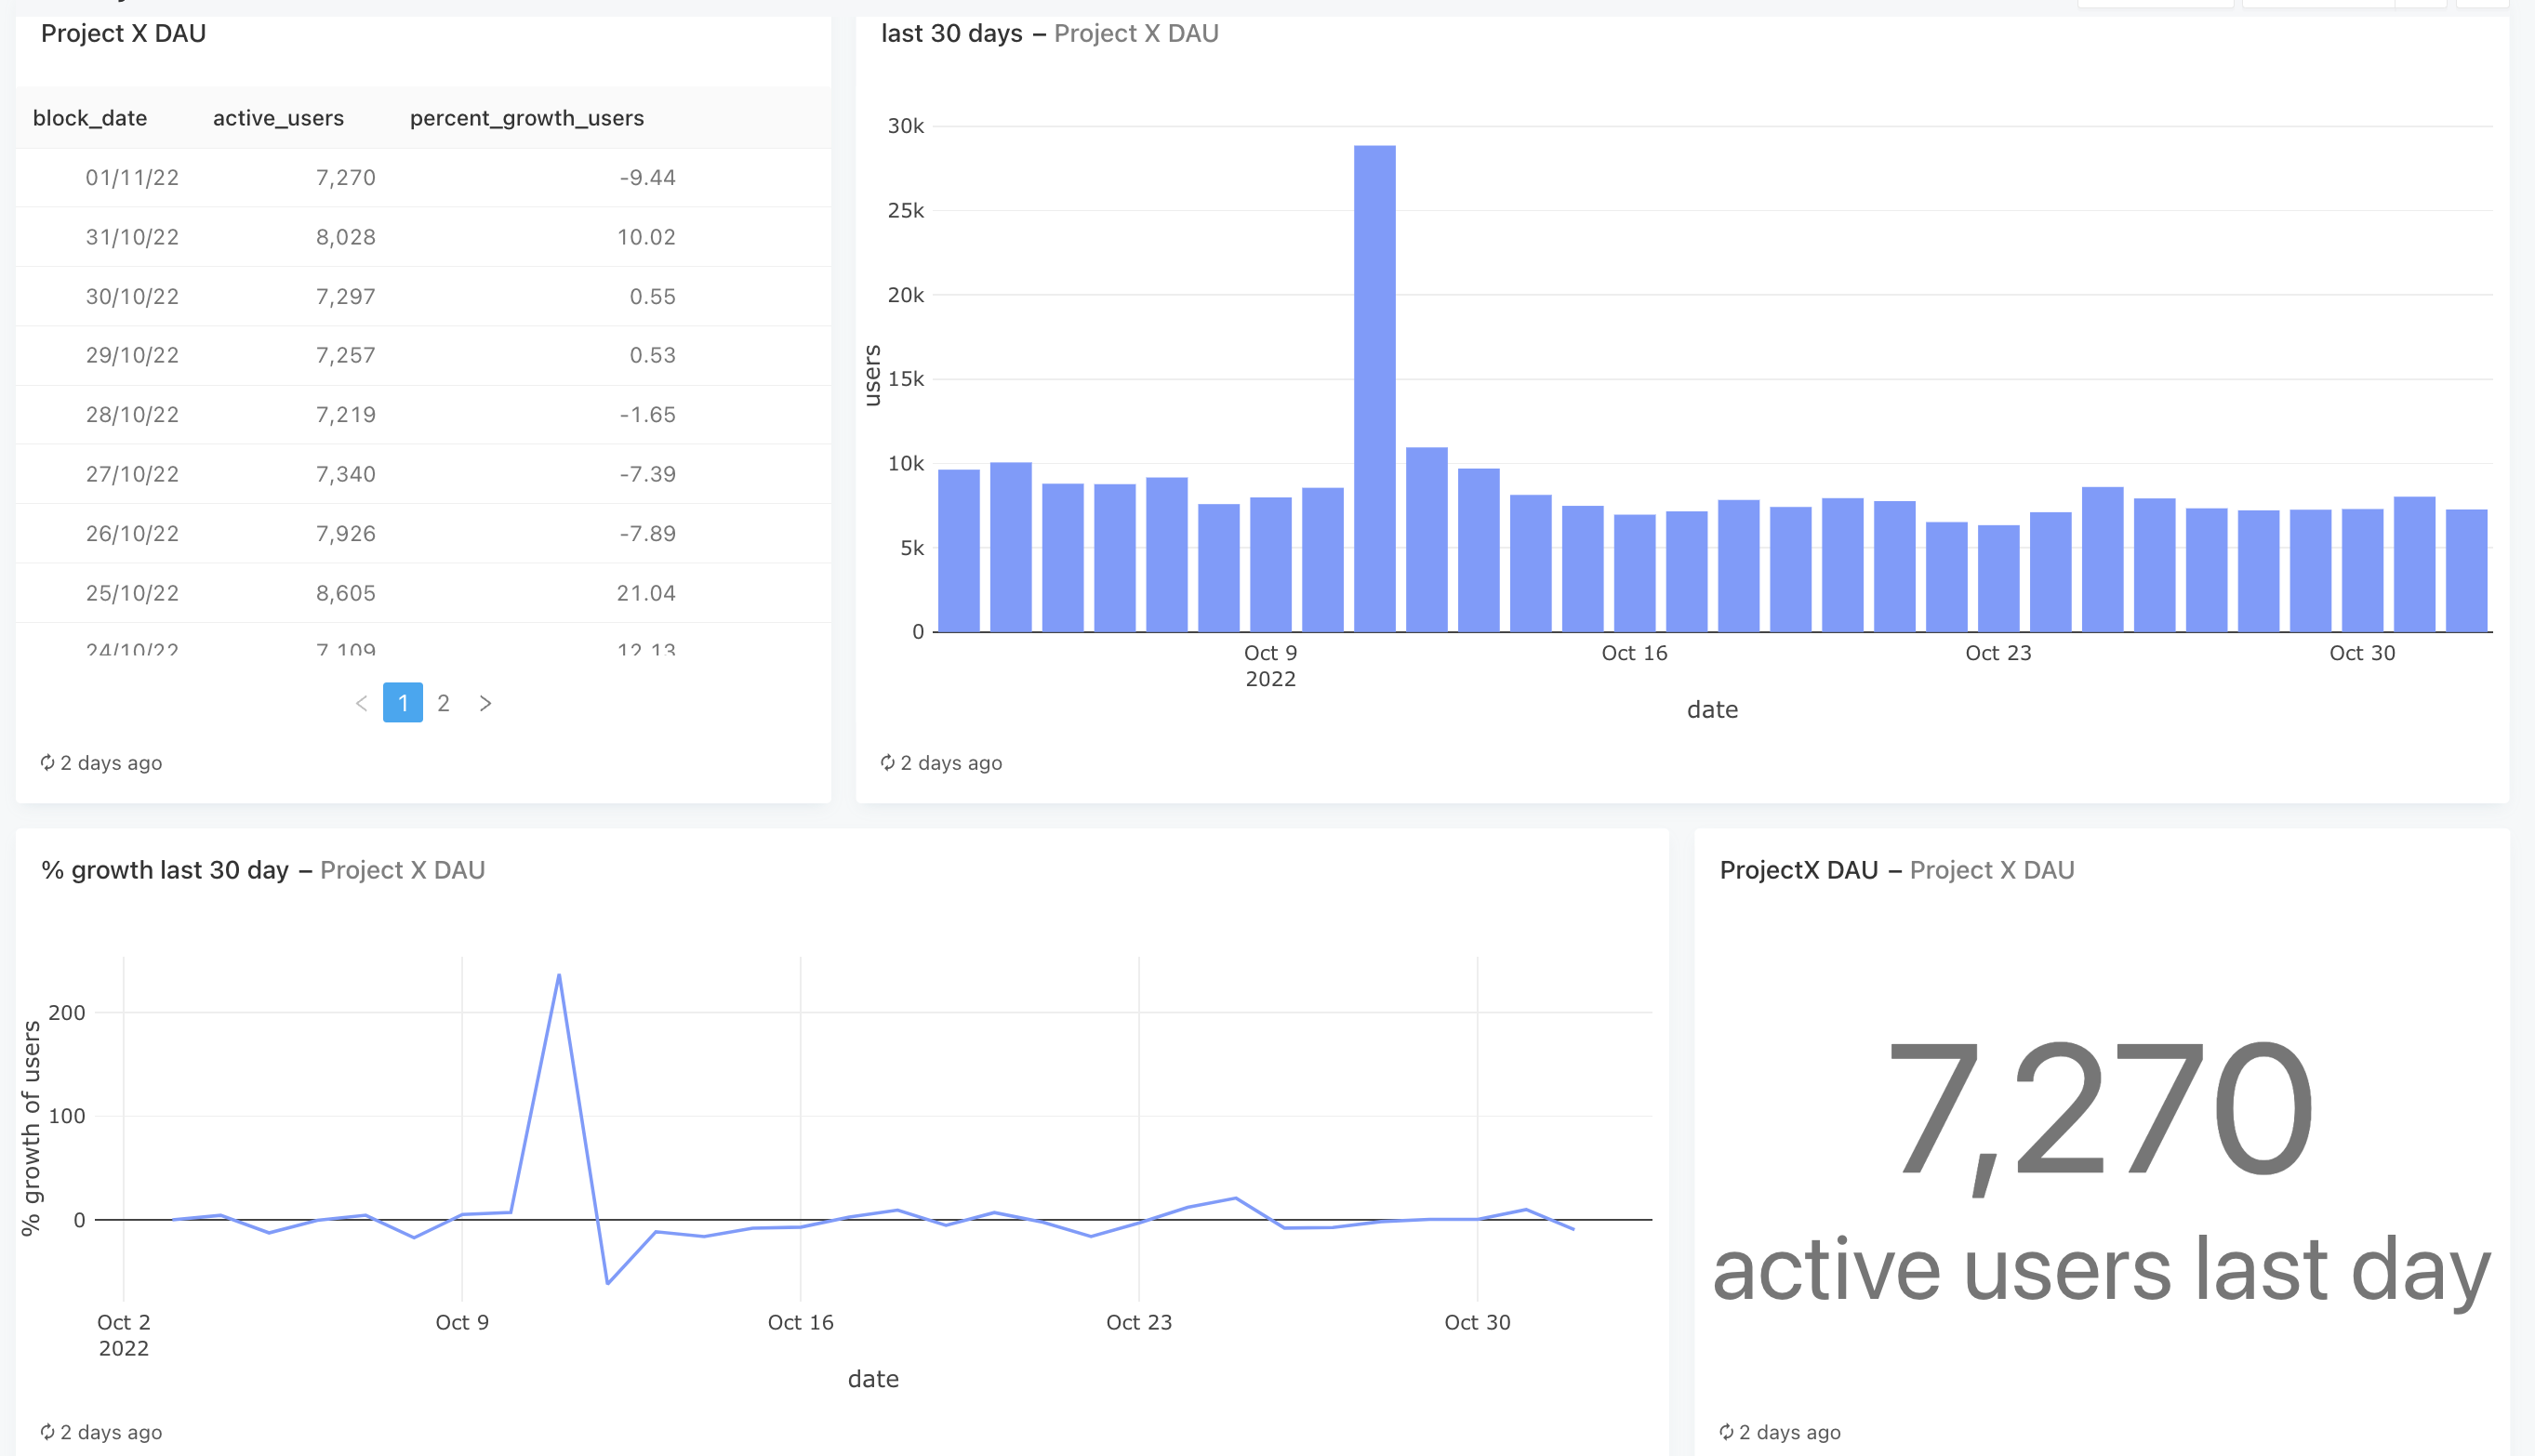 Project X DAU
block_date active_users percent_growth_users
01/11/22 7,270 -9.44
31/10/22 8,028 10.02
30/10/22 7,297 0.55
29/10/22 7,257 0.53
28/10/22 7,219 -1.65
27/10/22 7,340 -7.39
26/10/22 7,926 -7.89
25/10/22 8,605 21.04
24/10/22 7,109 12.13
< 1 2 >
2 days ago
last 30 days – Project X DAU
30k
25k
20k
15k
10k
5k
0
users
Oct 9 Oct 16 Oct 23 Oct 30
2022
date
2 days ago
% growth last 30 day – Project X DAU
200
100
0
% growth of users
Oct 2 Oct 9 Oct 16 Oct 23 Oct 30
2022
date
2 days ago
ProjectX DAU – Project X DAU
7,270
active users last day
2 days ago